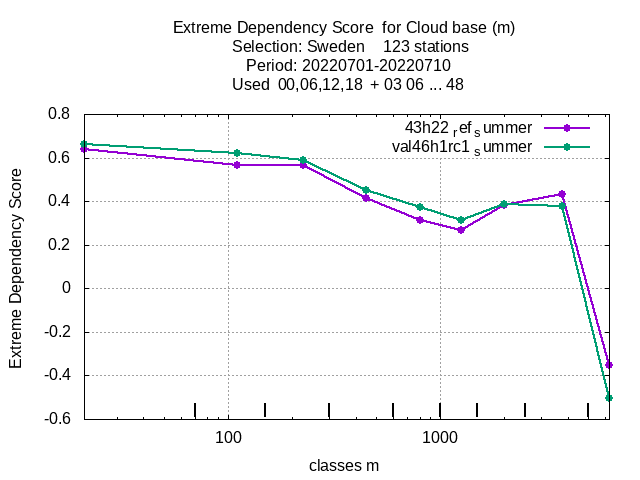 Extreme Dependency Score  for Cloud base (m)
Selection: Sweden    123 stations
Period: 20220701-20220710
Used  00,06,12,18  + 03 06 ... 48
43h22_ref_summer
val46h1rc1_summer
Extreme Dependency Score
0.8
0.6
0.4
0.2
0
-0.2
-0.4
-0.6
100 1000
classes m